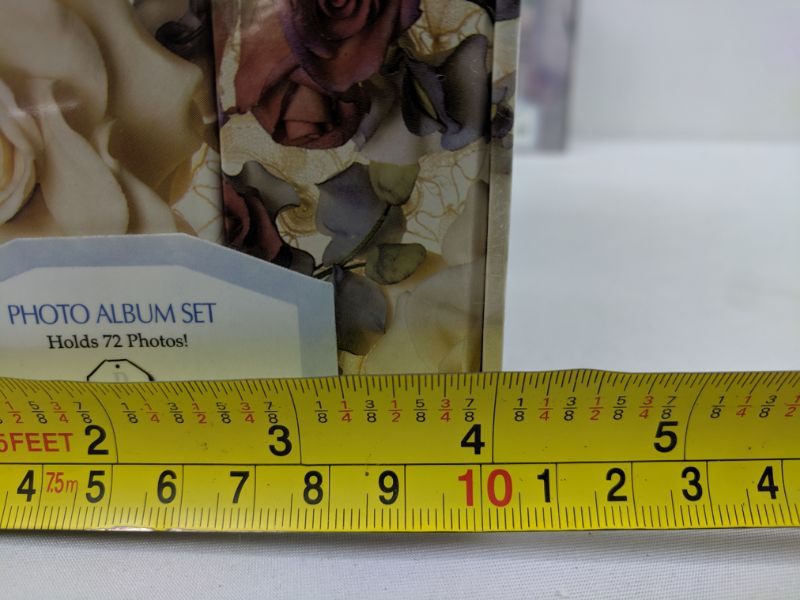 PHOTO ALBUM SET
Holds 72 Photos!
1/2 5/8 3/4 7/8 1/8 1/4 3/8 1/2 5/8 3/4 7/8 1/8 1/4 3/8 1/2 5/8 3/4 7/8 1/8 1/4 3/8 1/2 5/8 3/4 7/8 1/8 1/4 3/8 1/2
5FEET 2 3 4 5
4 7.5m 5 6 7 8 9 10 1 2 3 4